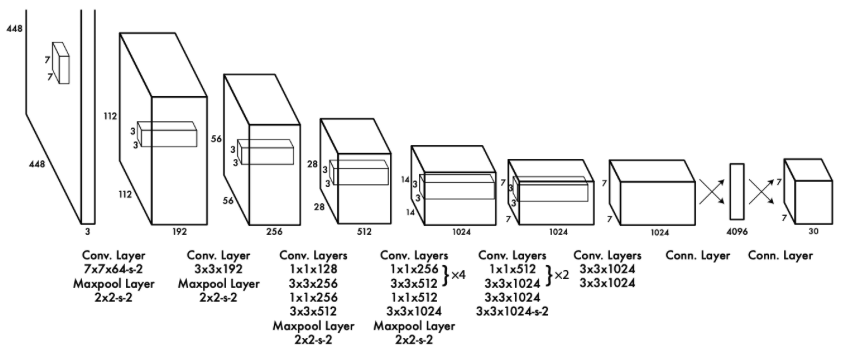 448
448
7
7
3
112
112
3
3
192
56
56
3
3
256
28
28
3
3
512
14
14
3
3
1024
7
7
3
3
1024
7
7
1024
4096
7
7
30
Conv. Layer
7x7x64-s-2
Maxpool Layer
2x2-s-2
Conv. Layer
3x3x192
Maxpool Layer
2x2-s-2
Conv. Layers
1x1x128
3x3x256
1x1x256
3x3x512
Maxpool Layer
2x2-s-2
Conv. Layers
1x1x256
3x3x512 }×4
1x1x512
3x3x1024
Maxpool Layer
2x2-s-2
Conv. Layers
1x1x512
3x3x1024 }×2
3x3x1024
3x3x1024-s-2
Conv. Layers
3x3x1024
3x3x1024
Conn. Layer
Conn. Layer